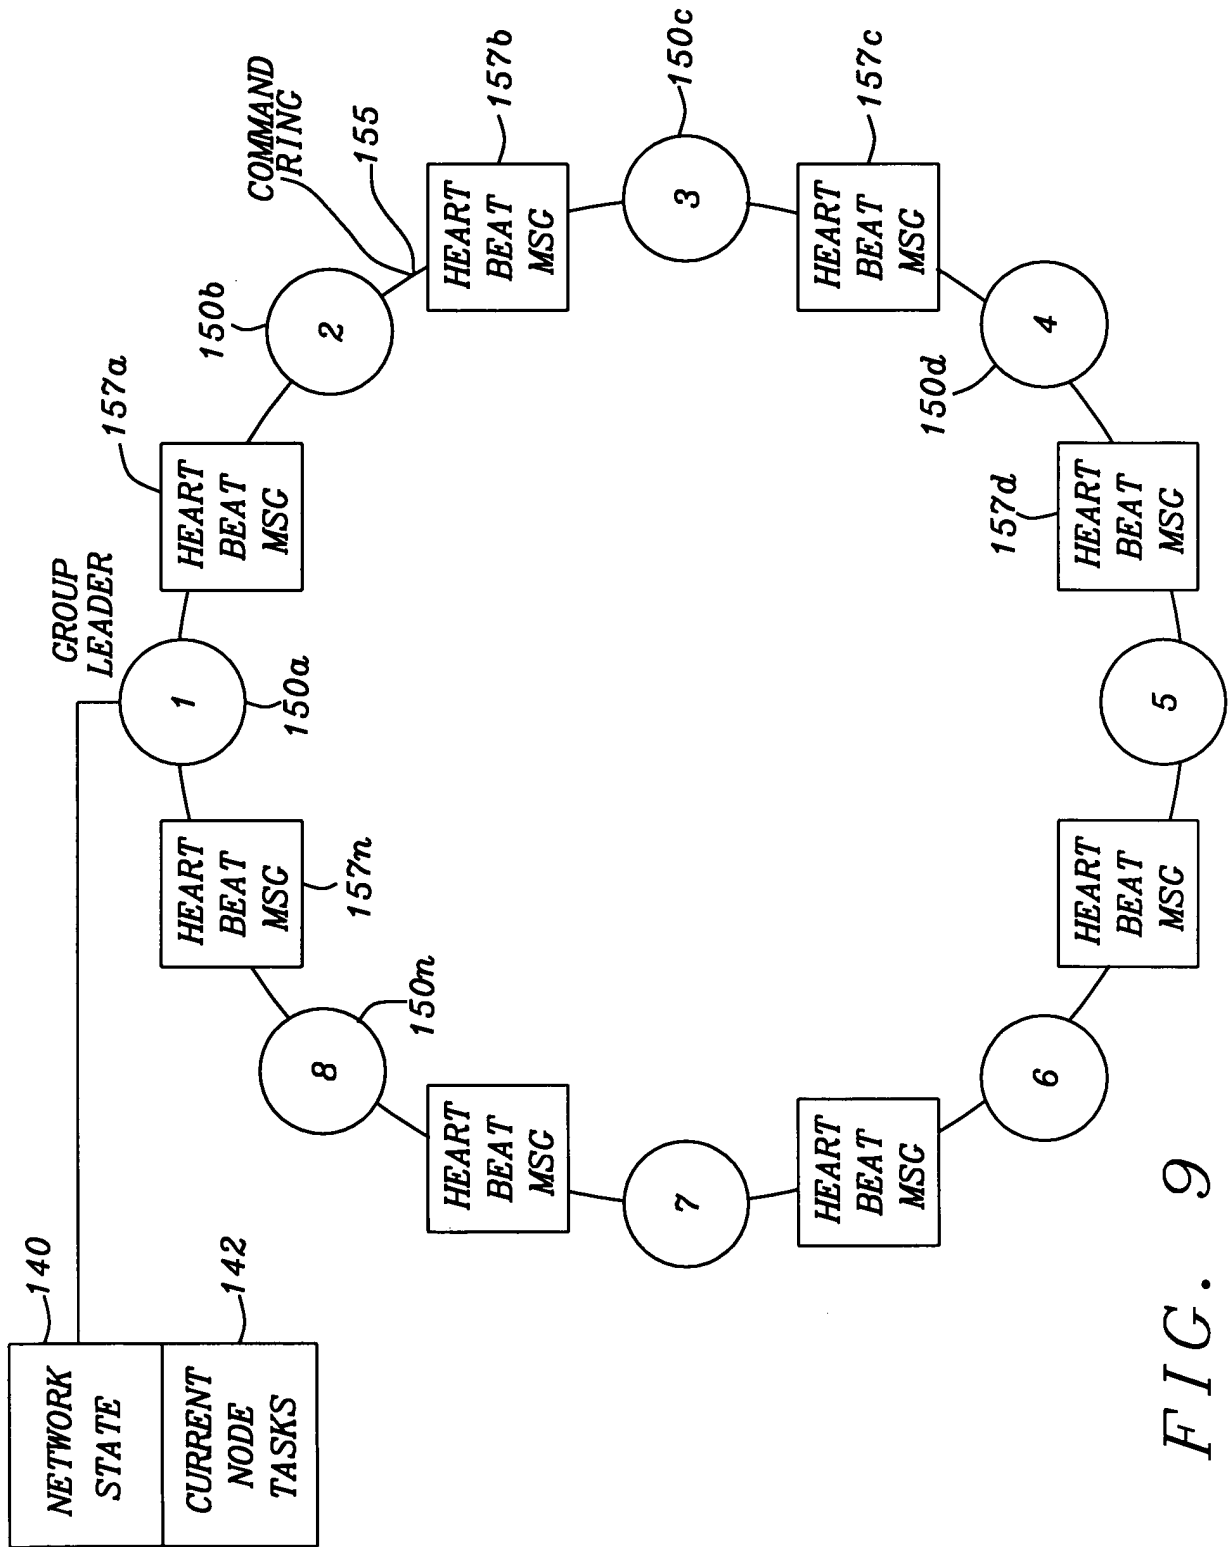 NETWORK
STATE
140
CURRENT
NODE
TASKS
142
GROUP
LEADER
1
150a
HEART
BEAT
MSG
157a
2
150b
COMMAND
RING
155
HEART
BEAT
MSG
157b
3
150c
HEART
BEAT
MSG
157c
4
150d
HEART
BEAT
MSG
157d
5
HEART
BEAT
MSG
6
HEART
BEAT
MSG
7
HEART
BEAT
MSG
8
150n
HEART
BEAT
MSG
157n
FIG. 9